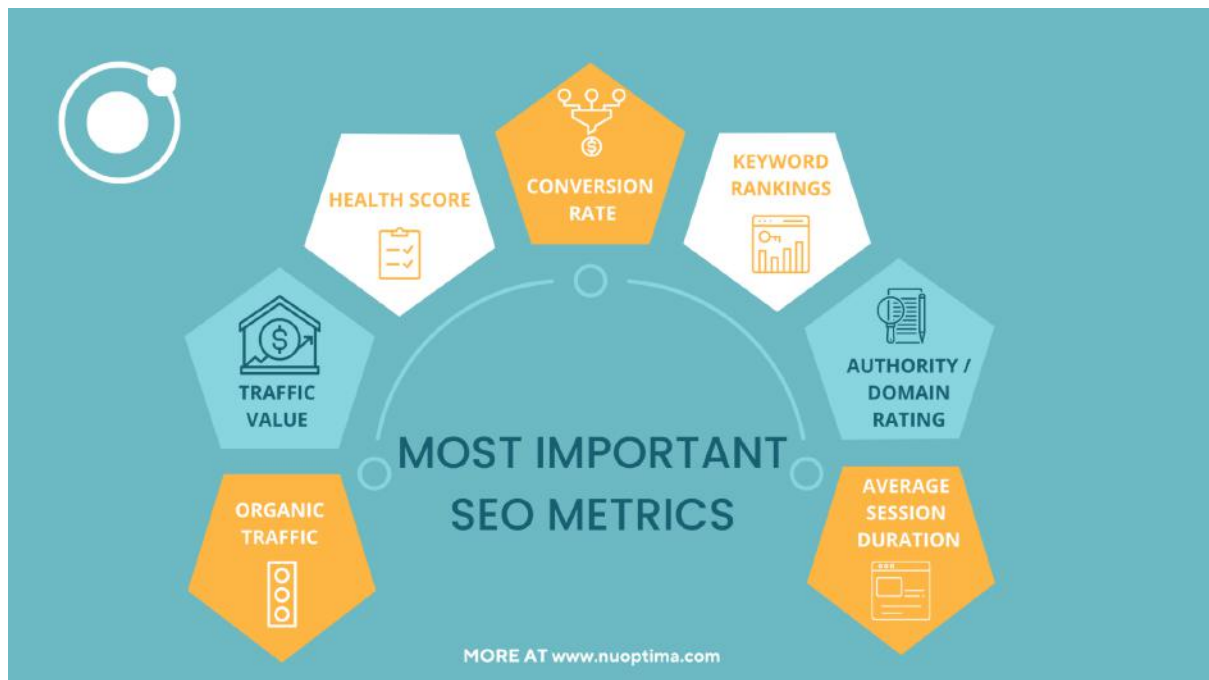 CONVERSION
RATE
HEALTH SCORE
KEYWORD
RANKINGS
TRAFFIC
VALUE
AUTHORITY /
DOMAIN
RATING
MOST IMPORTANT
SEO METRICS
ORGANIC
TRAFFIC
AVERAGE
SESSION
DURATION
MORE AT www.nuoptima.com